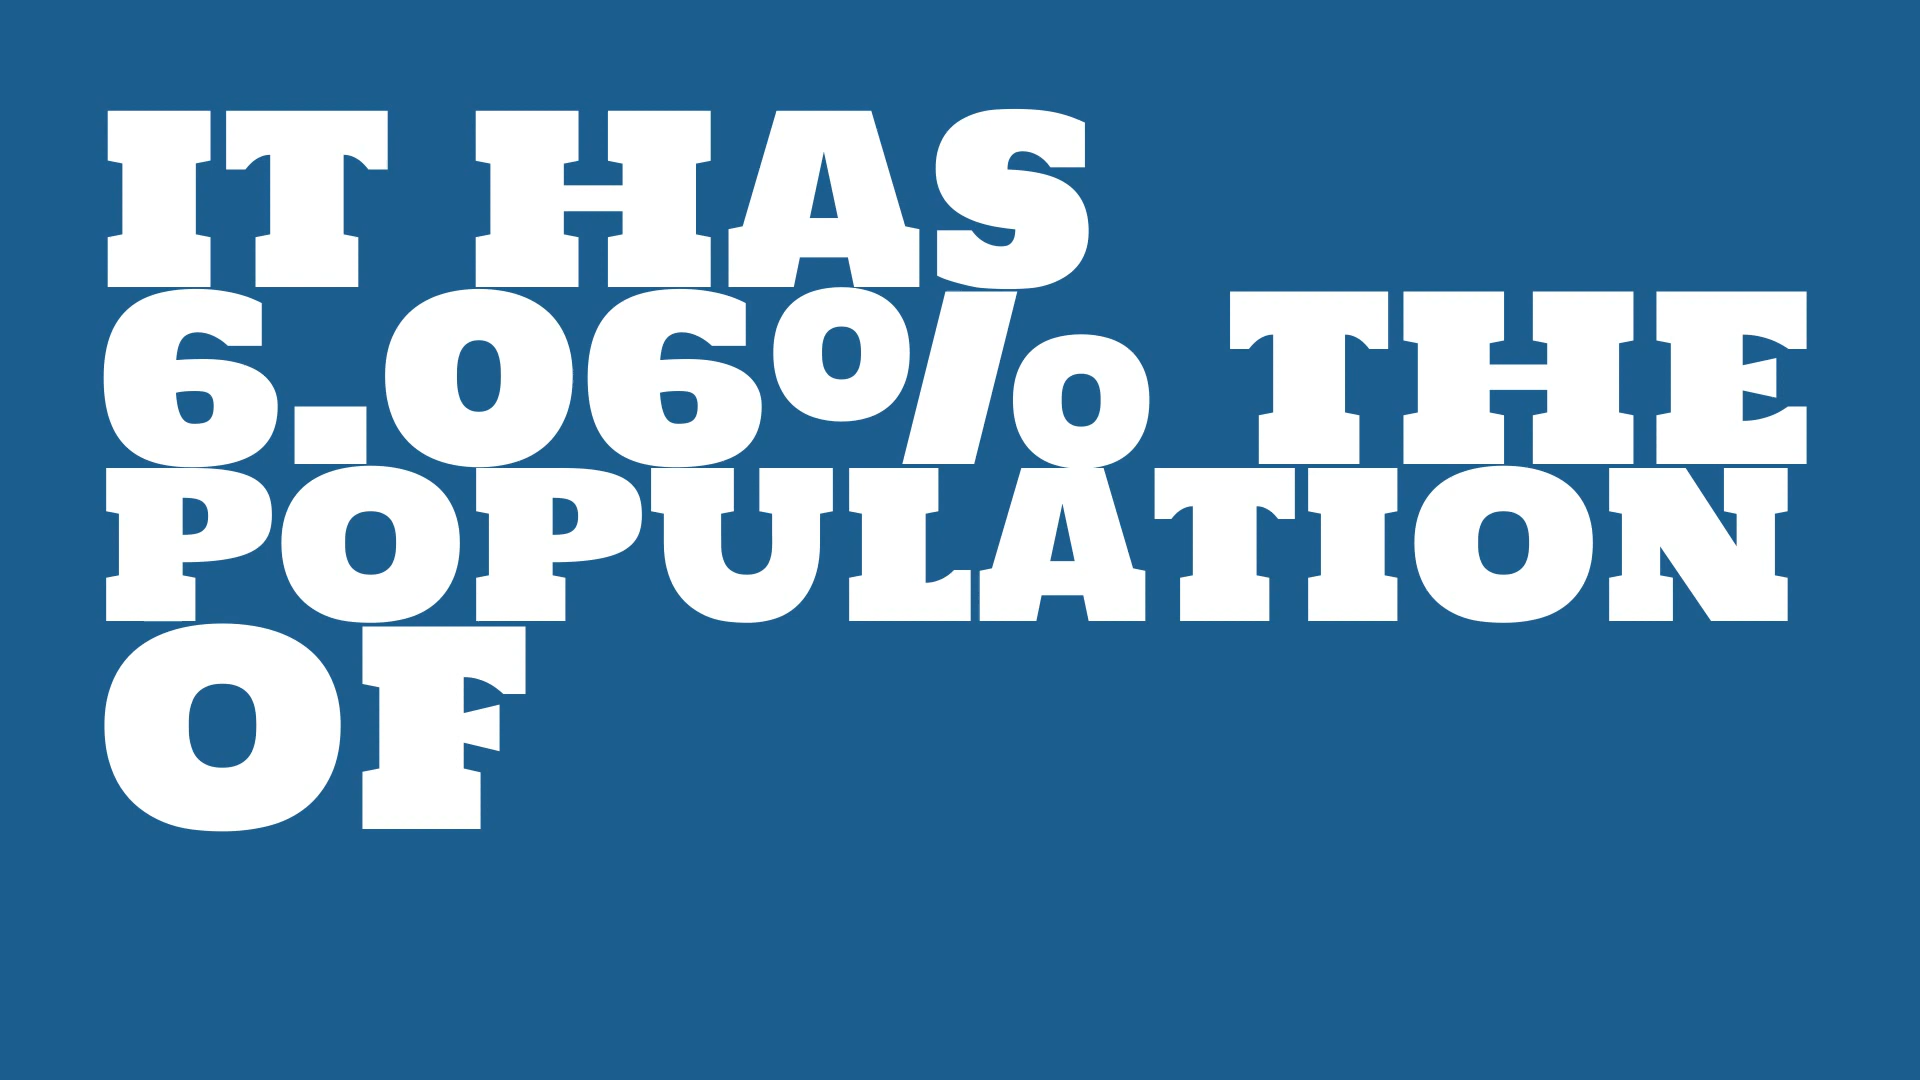 IT HAS
6.06% THE
POPULATION
OF